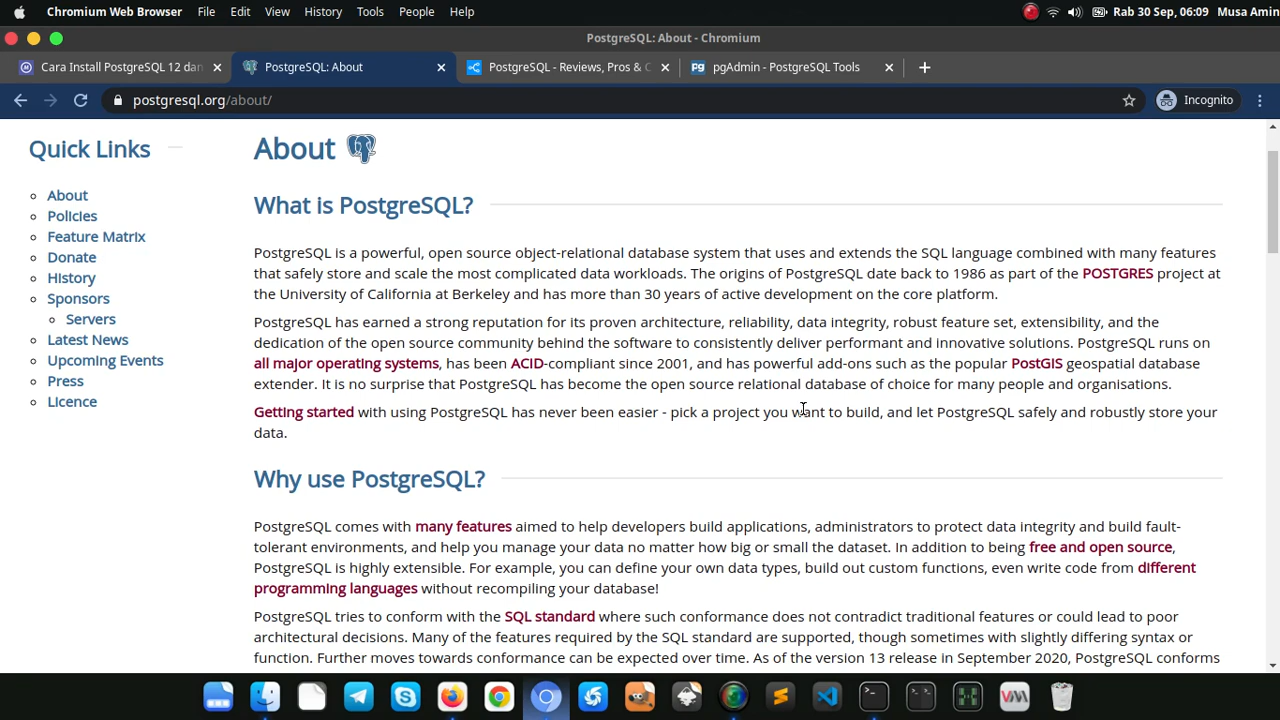 Chromium Web Browser File Edit View History Tools People Help Rab 30 Sep, 06:09 Musa Amin
PostgreSQL: About - Chromium
Cara Install PostgreSQL 12 dan PostgreSQL: About PostgreSQL - Reviews, Pros & C pgAdmin - PostgreSQL Tools
postgresql.org/about/ Incognito
Quick Links
About
Policies
Feature Matrix
Donate
History
Sponsors
Servers
Latest News
Upcoming Events
Press
Licence
About
What is PostgreSQL?
PostgreSQL is a powerful, open source object-relational database system that uses and extends the SQL language combined with many features
that safely store and scale the most complicated data workloads. The origins of PostgreSQL date back to 1986 as part of the POSTGRES project at
the University of California at Berkeley and has more than 30 years of active development on the core platform.
PostgreSQL has earned a strong reputation for its proven architecture, reliability, data integrity, robust feature set, extensibility, and the
dedication of the open source community behind the software to consistently deliver performant and innovative solutions. PostgreSQL runs on
all major operating systems, has been ACID-compliant since 2001, and has powerful add-ons such as the popular PostGIS geospatial database
extender. It is no surprise that PostgreSQL has become the open source relational database of choice for many people and organisations.
Getting started with using PostgreSQL has never been easier - pick a project you want to build, and let PostgreSQL safely and robustly store your
data.
Why use PostgreSQL?
PostgreSQL comes with many features aimed to help developers build applications, administrators to protect data integrity and build fault-
tolerant environments, and help you manage your data no matter how big or small the dataset. In addition to being free and open source,
PostgreSQL is highly extensible. For example, you can define your own data types, build out custom functions, even write code from different
programming languages without recompiling your database!
PostgreSQL tries to conform with the SQL standard where such conformance does not contradict traditional features or could lead to poor
architectural decisions. Many of the features required by the SQL standard are supported, though sometimes with slightly differing syntax or
function. Further moves towards conformance can be expected over time. As of the version 13 release in September 2020, PostgreSQL conforms